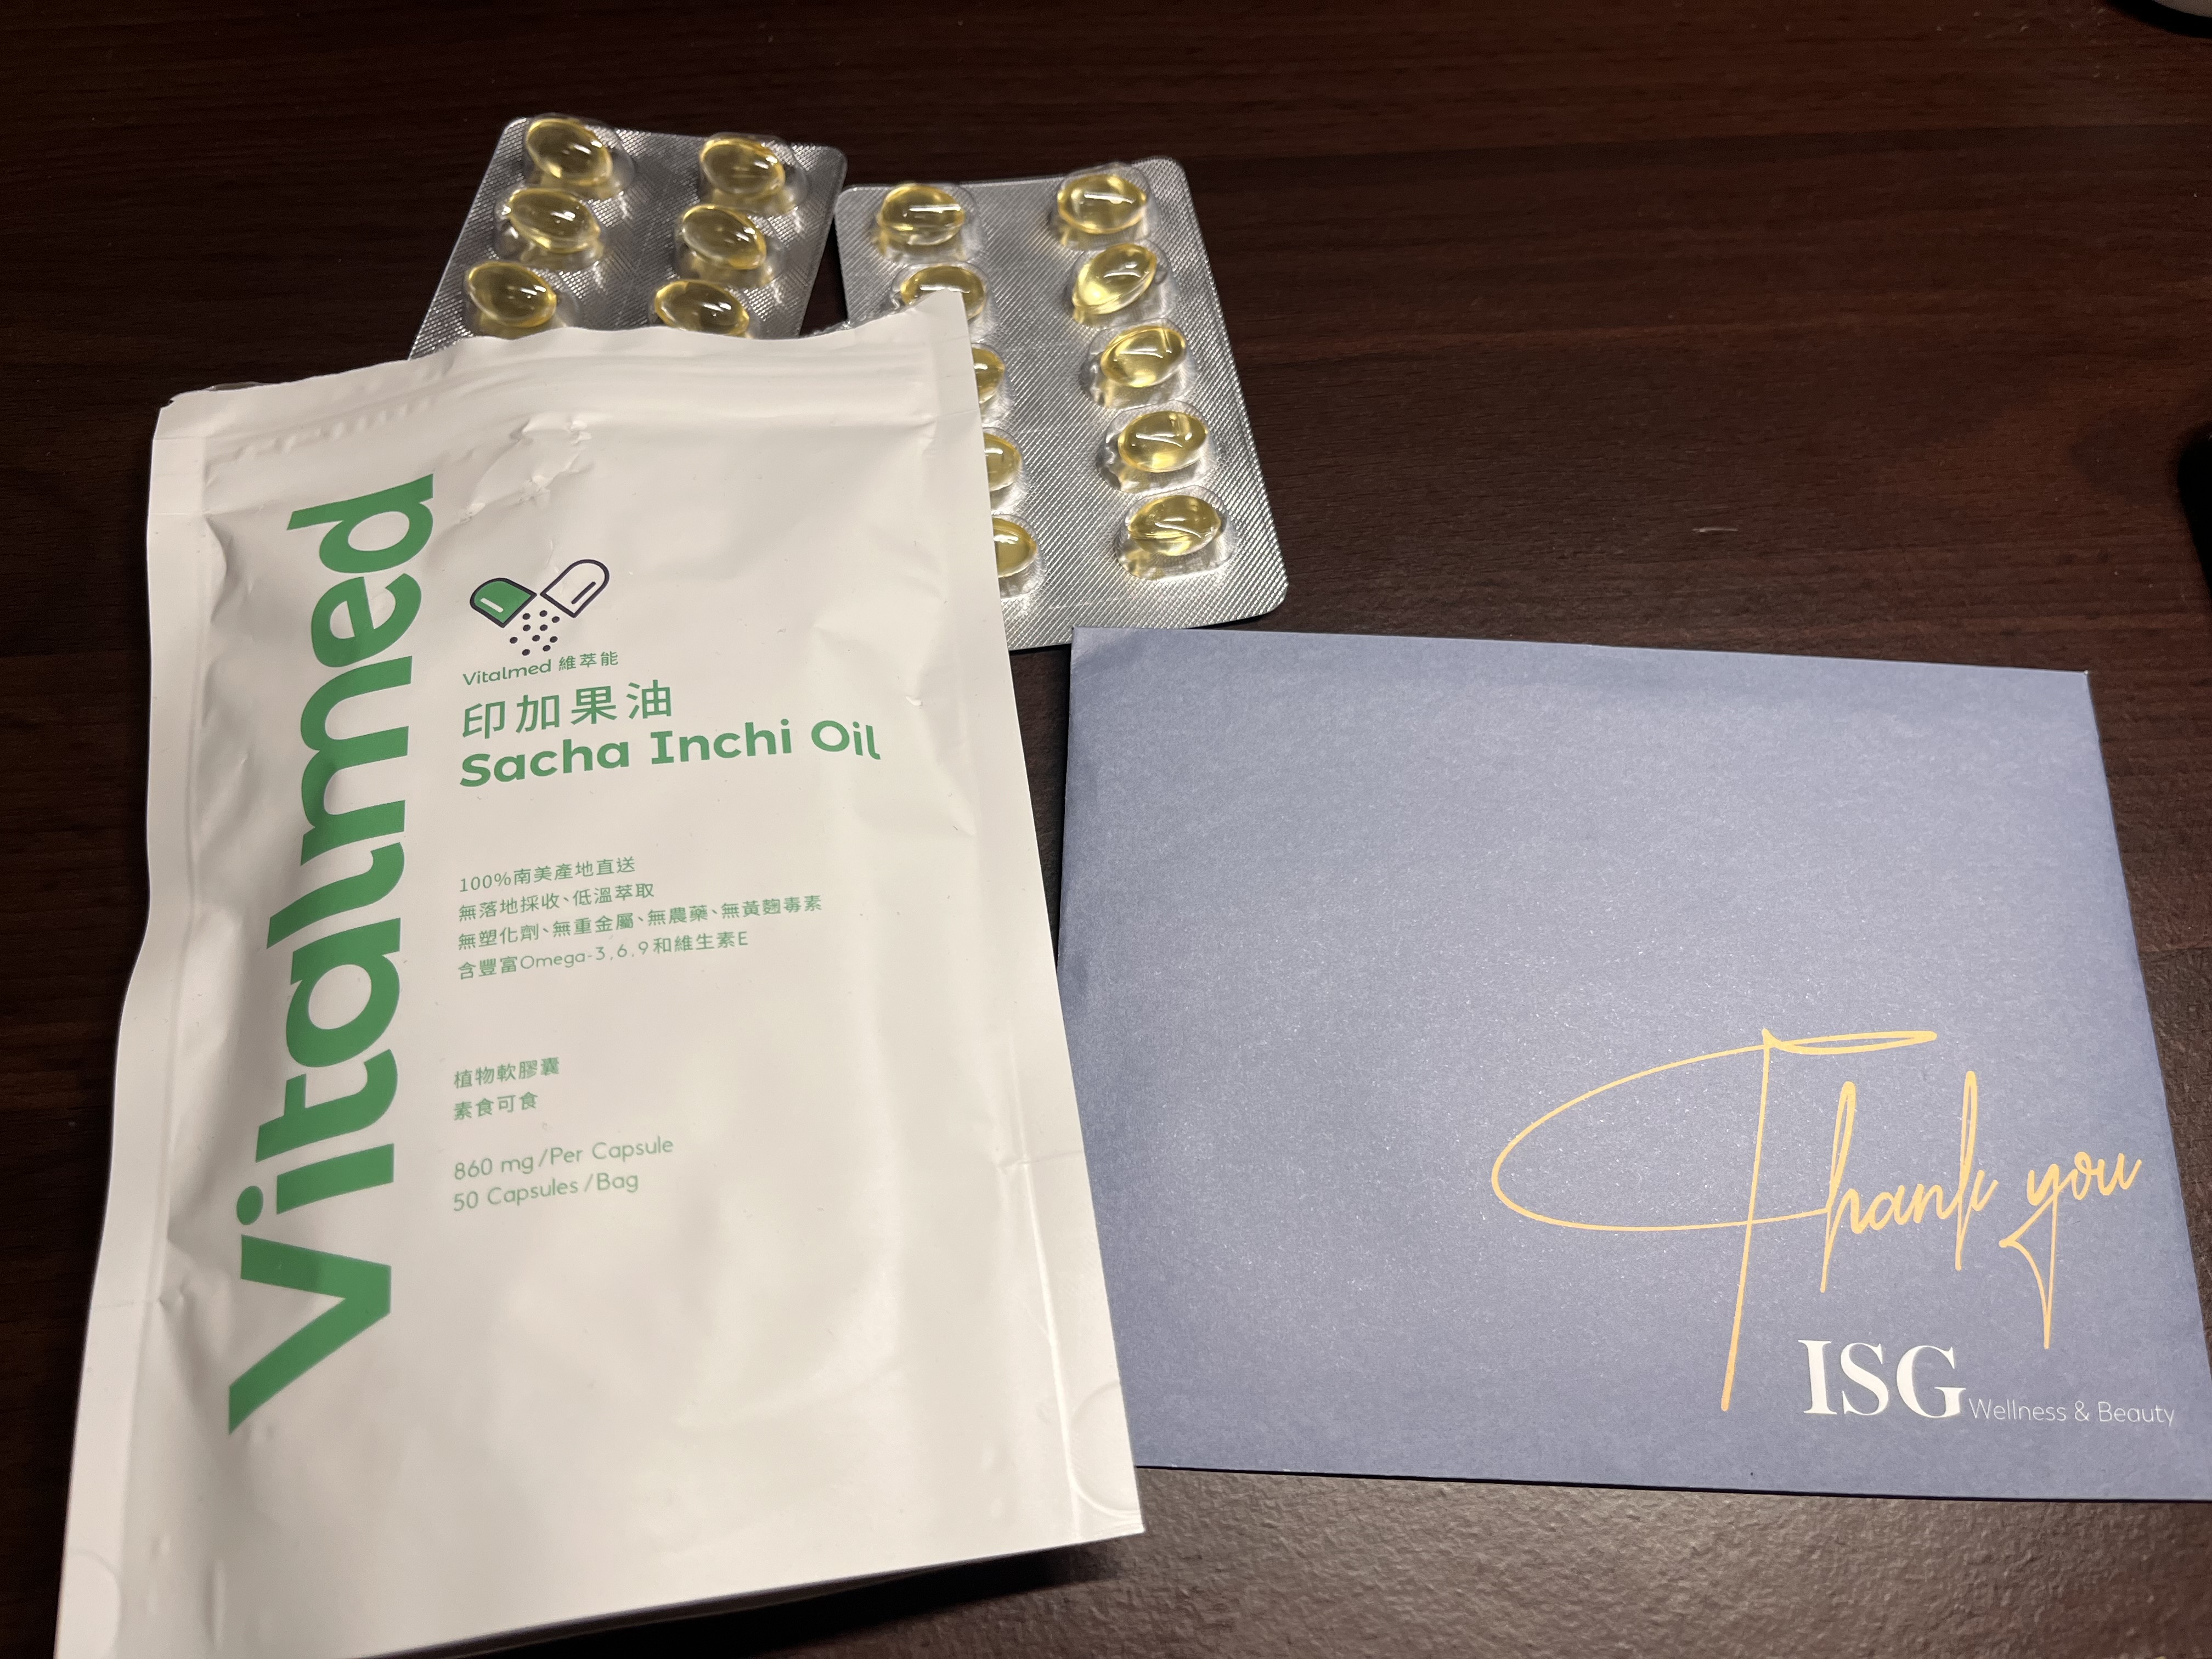 Vitalmed
Vitalmed 維萃能
印加果油
Sacha Inchi Oil
100%南美產地直送
無落地採收、低溫萃取
無塑化劑、無重金屬、無農藥、無黃麴毒素
含豐富Omega-3,6,9和維生素E
植物軟膠囊
素食可食
860 mg/Per Capsule
50 Capsules/Bag
Thank you
ISG Wellness & Beauty